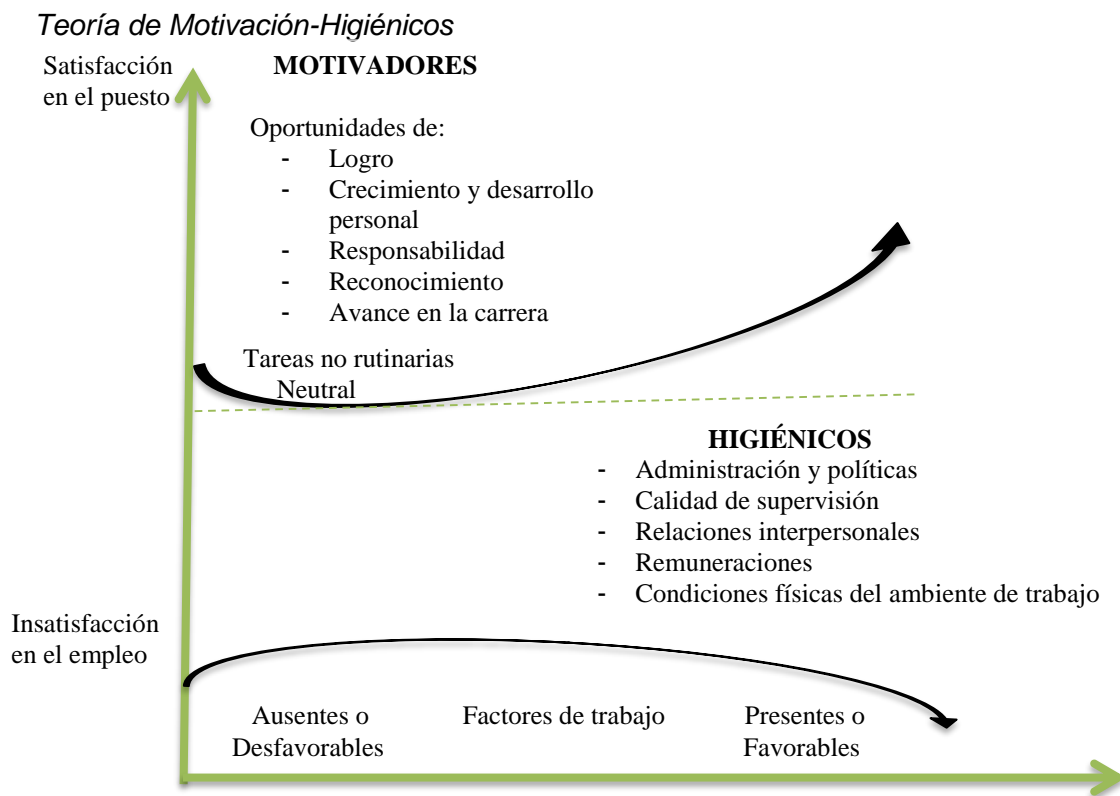 Teoría de Motivación-Higiénicos
Satisfacción
en el puesto
MOTIVADORES
Oportunidades de:
- Logro
- Crecimiento y desarrollo
personal
- Responsabilidad
- Reconocimiento
- Avance en la carrera
Tareas no rutinarias
Neutral
HIGIÉNICOS
- Administración y políticas
- Calidad de supervisión
- Relaciones interpersonales
- Remuneraciones
- Condiciones físicas del ambiente de trabajo
Insatisfacción
en el empleo
Ausentes o
Desfavorables
Factores de trabajo
Presentes o
Favorables